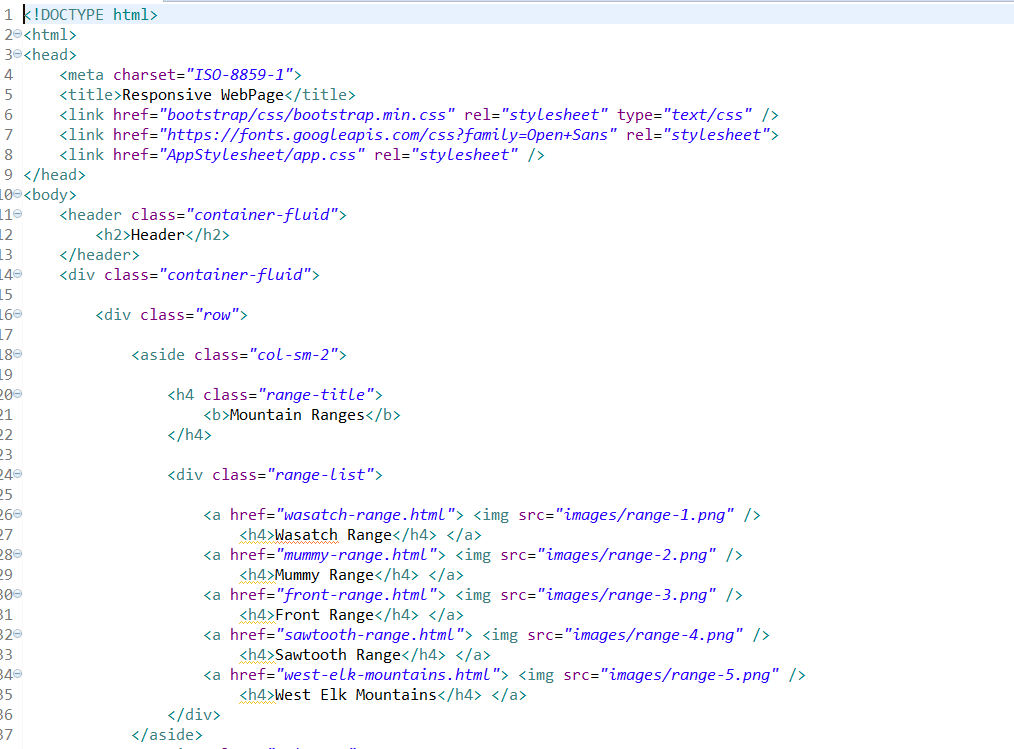 1 <!DOCTYPE html>
2 <html>
3 <head>
4 <meta charset="ISO-8859-1">
5 <title>Responsive WebPage</title>
6 <link href="bootstrap/css/bootstrap.min.css" rel="stylesheet" type="text/css" />
7 <link href="https://fonts.googleapis.com/css?family=Open+Sans" rel="stylesheet">
8 <link href="AppStylesheet/app.css" rel="stylesheet" />
9 </head>
10 <body>
11 <header class="container-fluid">
12 <h2>Header</h2>
13 </header>
14 <div class="container-fluid">
15
16 <div class="row">
17
18 <aside class="col-sm-2">
19
20 <h4 class="range-title">
21 <b>Mountain Ranges</b>
22 </h4>
23
24 <div class="range-list">
25
26 <a href="wasatch-range.html"> <img src="images/range-1.png" />
27 <h4>Wasatch Range</h4> </a>
28 <a href="mummy-range.html"> <img src="images/range-2.png" />
29 <h4>Mummy Range</h4> </a>
30 <a href="front-range.html"> <img src="images/range-3.png" />
31 <h4>Front Range</h4> </a>
32 <a href="sawtooth-range.html"> <img src="images/range-4.png" />
33 <h4>Sawtooth Range</h4> </a>
34 <a href="west-elk-mountains.html"> <img src="images/range-5.png" />
35 <h4>West Elk Mountains</h4> </a>
36 </div>
37 </aside>